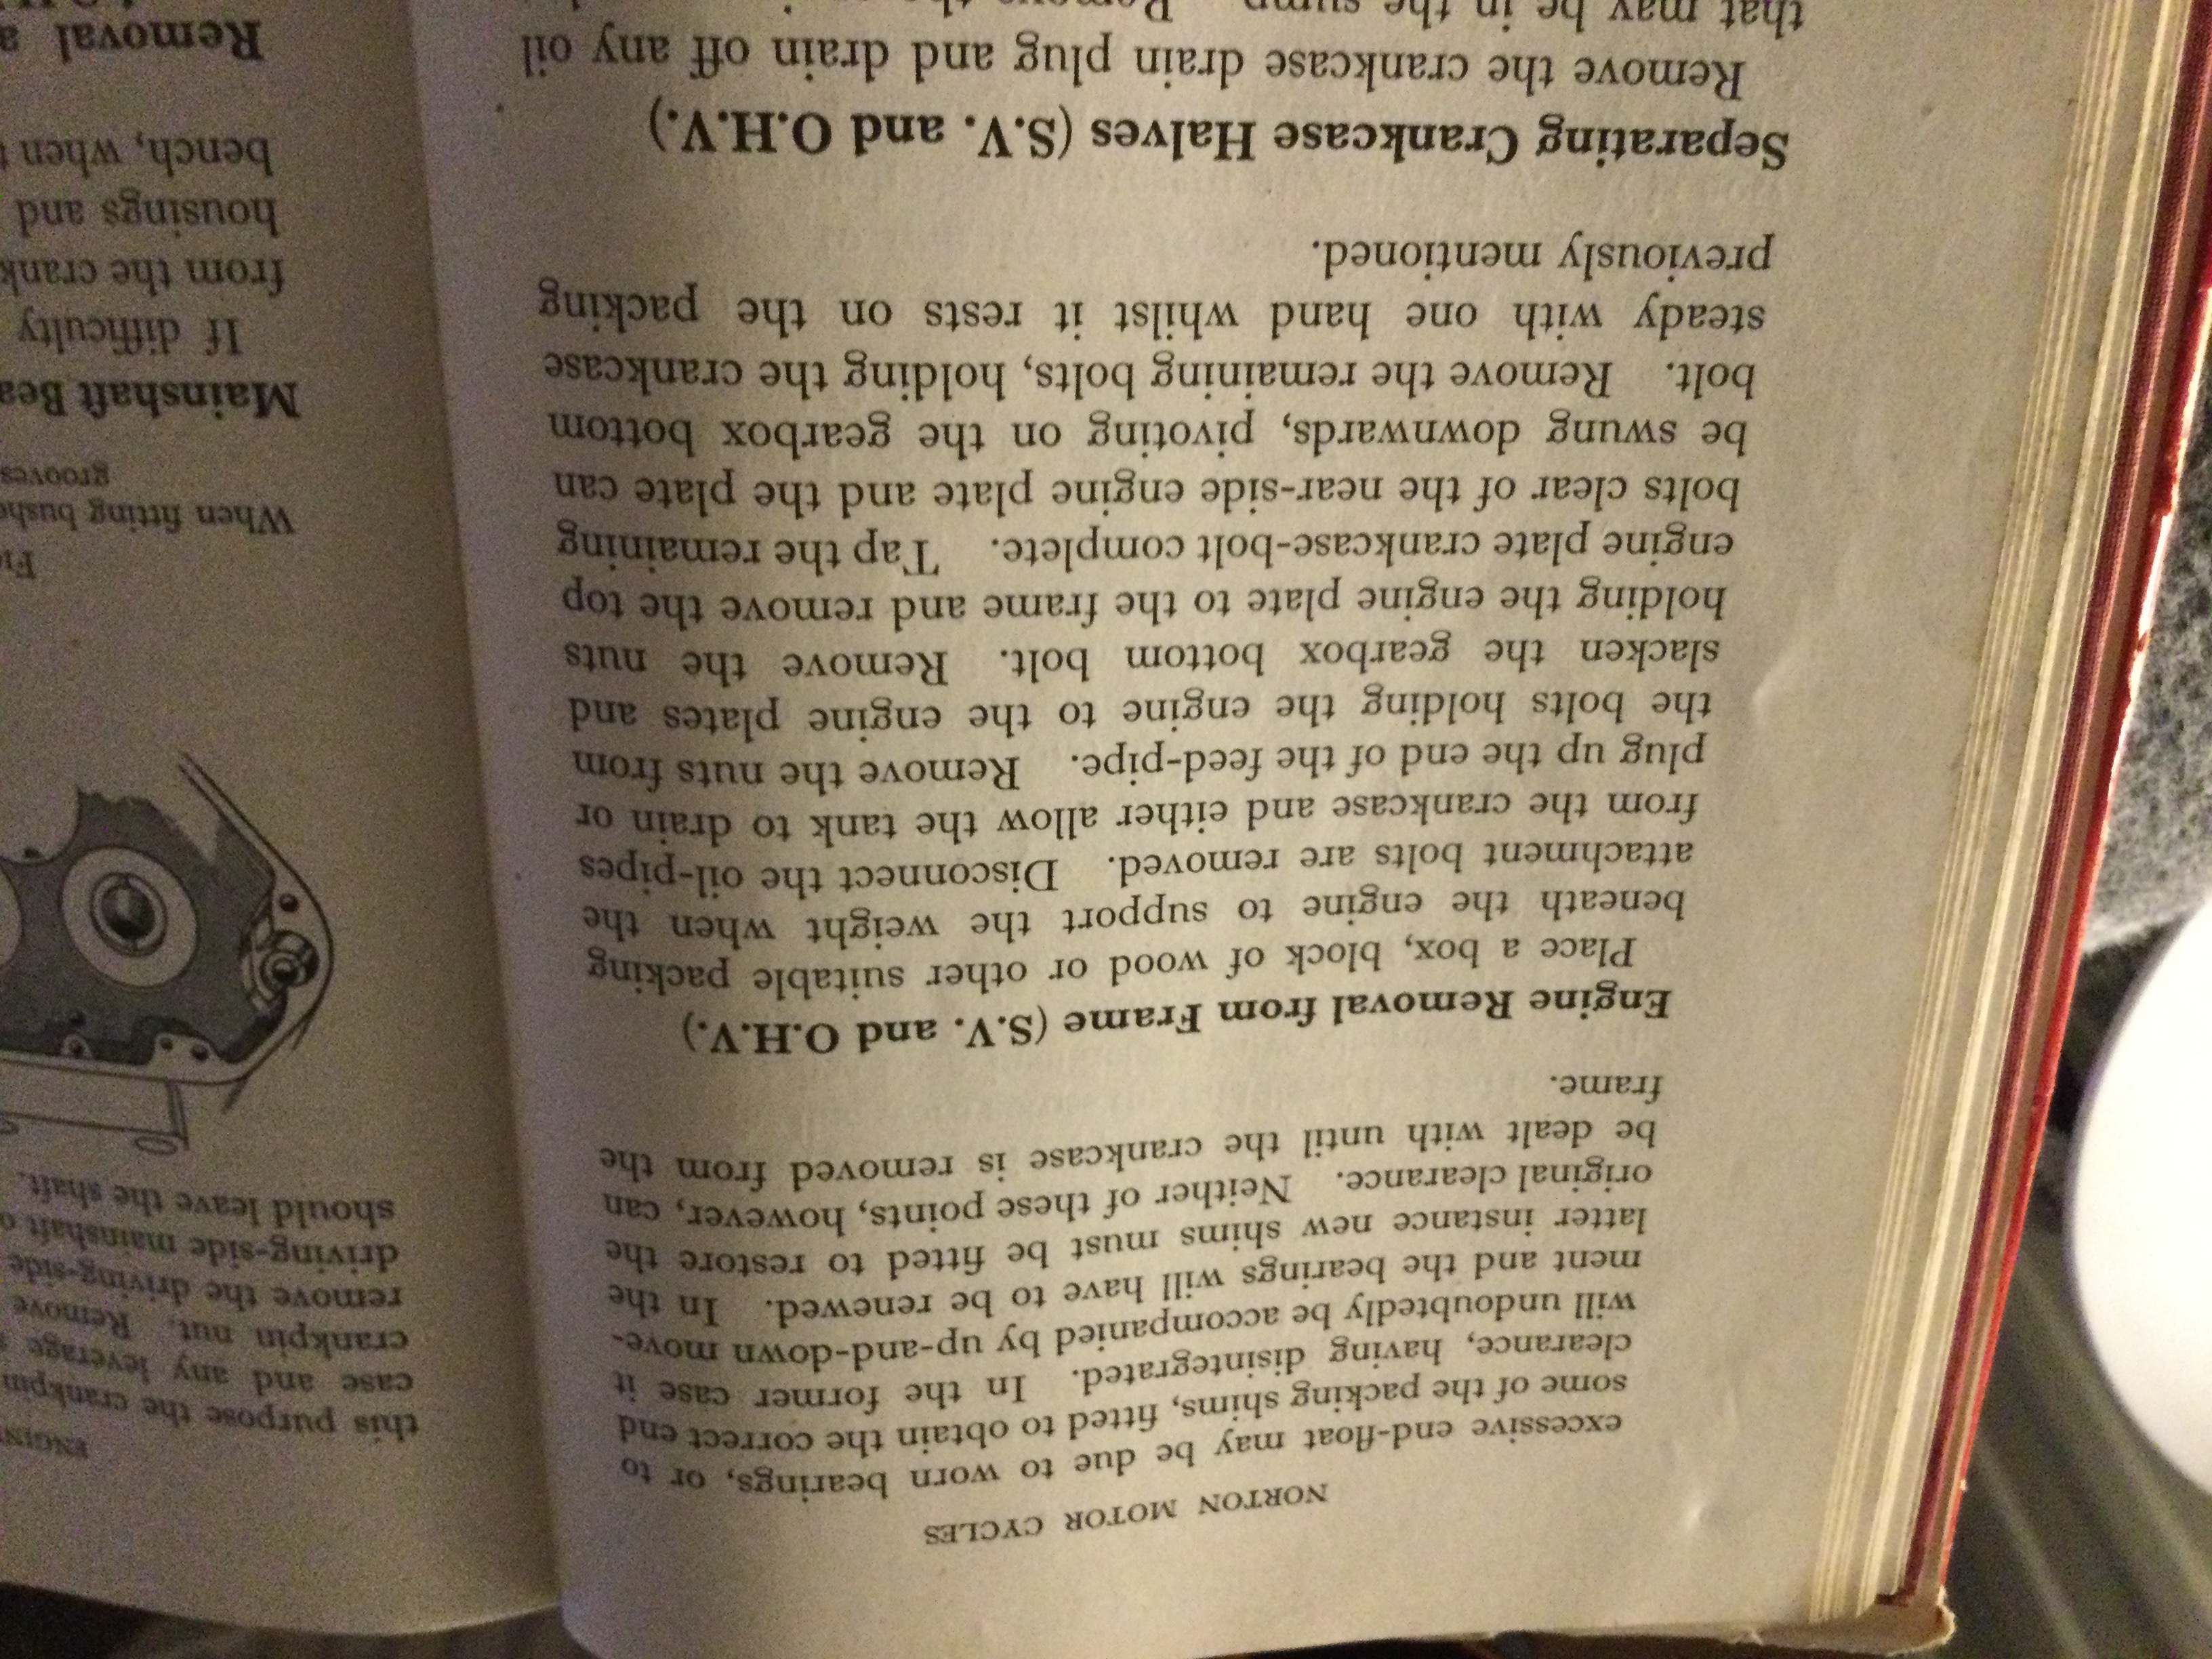 NORTON MOTOR CYCLES
excessive end-float may be due to worn bearings, or to
some of the packing shims, fitted to obtain the correct end
clearance, having disintegrated. In the former case it
will undoubtedly be accompanied by up-and-down move-
ment and the bearings will have to be renewed. In the
latter instance new shims must be fitted to restore the
original clearance. Neither of these points, however, can
be dealt with until the crankcase is removed from the
frame.
Engine Removal from Frame (S.V. and O.H.V.)
Place a box, block of wood or other suitable packing
beneath the engine to support the weight when the
attachment bolts are removed. Disconnect the oil-pipes
from the crankcase and either allow the tank to drain or
plug up the end of the feed-pipe. Remove the nuts from
the bolts holding the engine to the engine plates and
slacken the gearbox bottom bolt. Remove the nuts
holding the engine plate to the frame and remove the top
engine plate crankcase-bolt complete. Tap the remaining
bolts clear of the near-side engine plate and the plate can
be swung downwards, pivoting on the gearbox bottom
bolt. Remove the remaining bolts, holding the crankcase
steady with one hand whilst it rests on the packing
previously mentioned.
Separating Crankcase Halves (S.V. and O.H.V.)
Remove the crankcase drain plug and drain off any oil
that may be in the sump. Remove the
this purpose the crankpin
case and any leverage
crankpin nut. Remove
remove the driving-side
driving-side mainshaft
should leave the shaft.
When fitting
grooves
Mainshaft
If difficulty
from the
housings and
bench, when
Removal